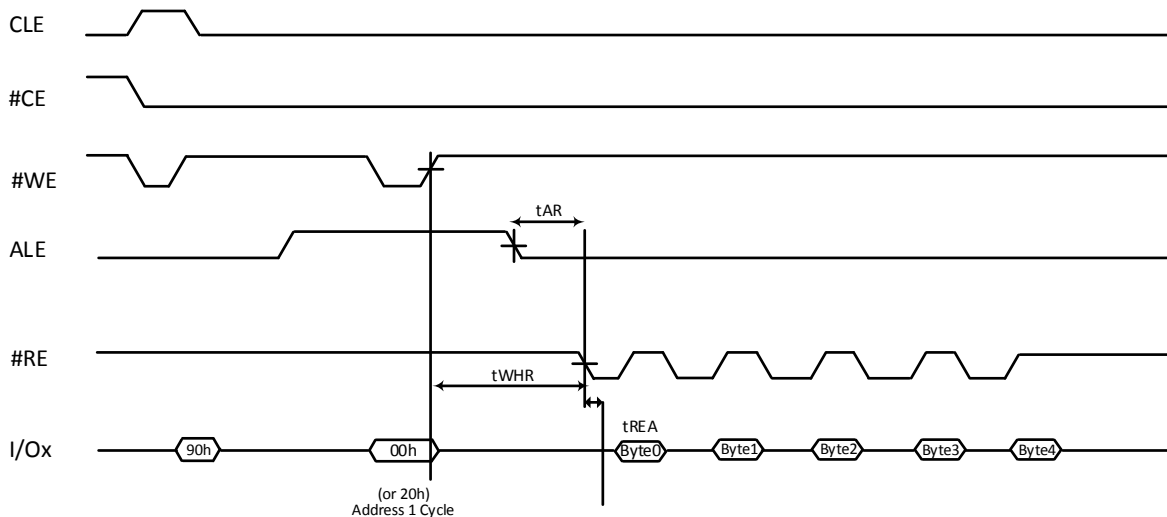 CLE
#CE
#WE
tAR
ALE
#RE
tWHR
tREA
I/Ox 90h 00h Byte0 Byte1 Byte2 Byte3 Byte4
(or 20h)
Address 1 Cycle